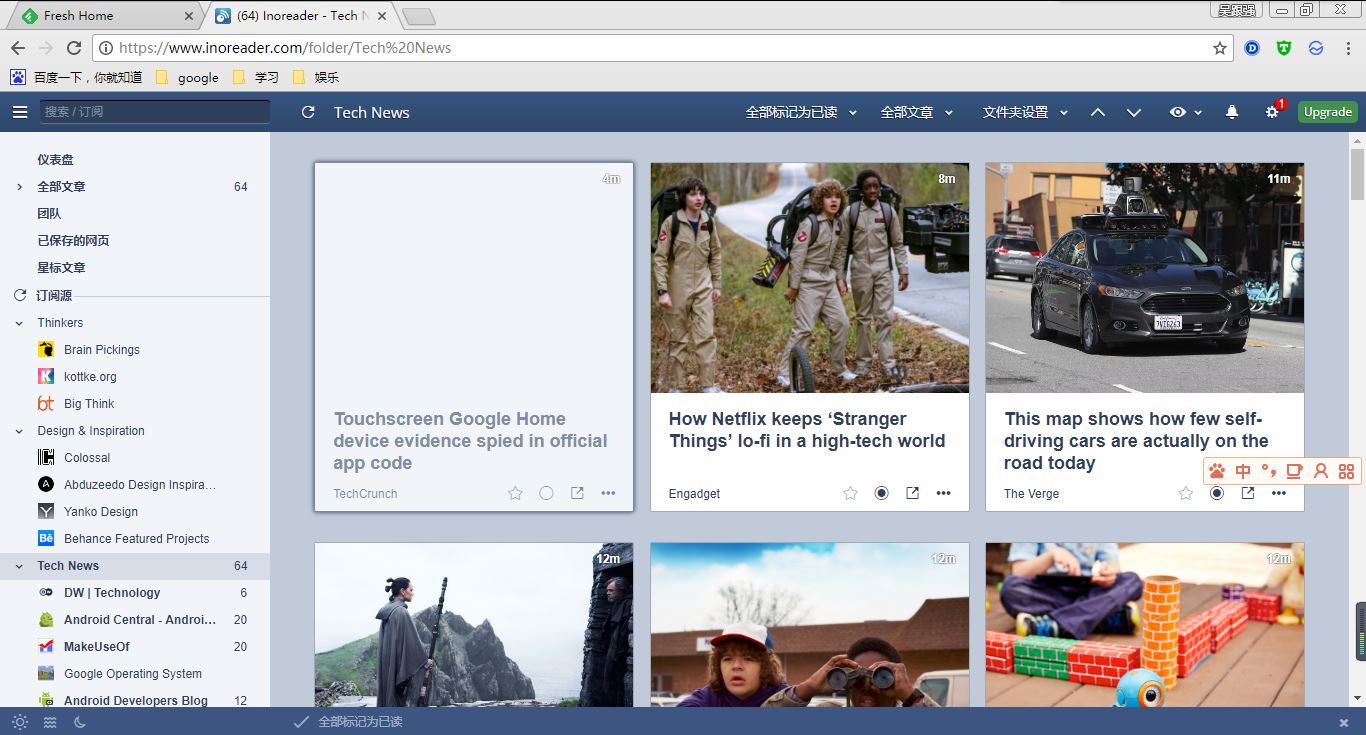 Fresh Home
(64) Inoreader - Tech N
吴跟强
https://www.inoreader.com/folder/Tech%20News
百度一下，你就知道
google
学习
娱乐
搜索 / 订阅
Tech News
全部标记为已读
全部文章
文件夹设置
1
Upgrade
仪表盘
全部文章 64
团队
已保存的网页
星标文章
订阅源
Thinkers
Brain Pickings
kottke.org
Big Think
Design & Inspiration
Colossal
Abduzeedo Design Inspira…
Yanko Design
Behance Featured Projects
Tech News 64
DW | Technology 6
Android Central - Androi… 20
MakeUseOf 20
Google Operating System
Android Developers Blog 12
4m
Touchscreen Google Home
device evidence spied in official
app code
TechCrunch
8m
How Netflix keeps ‘Stranger
Things’ lo-fi in a high-tech world
Engadget
11m
7VIG263
This map shows how few self-
driving cars are actually on the
road today
The Verge
中
12m
12m
12m
全部标记为已读